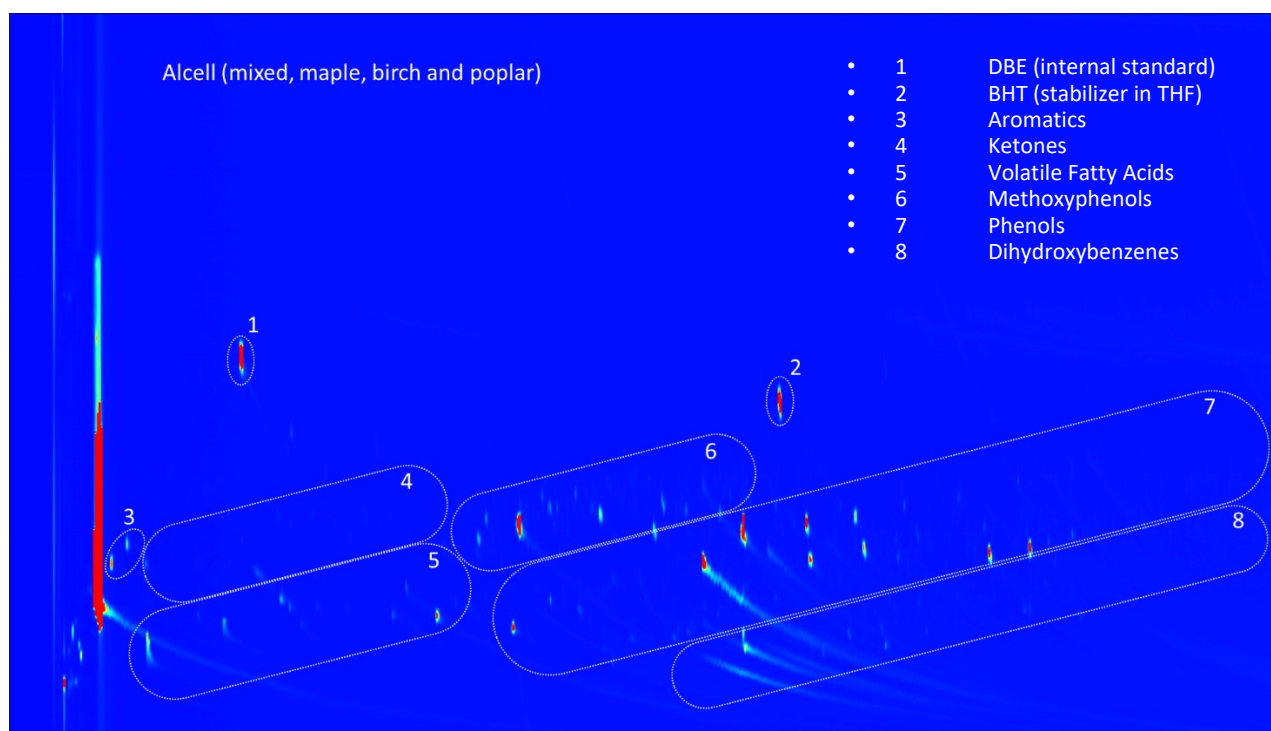 Alcell (mixed, maple, birch and poplar)
• 1 DBE (internal standard)
• 2 BHT (stabilizer in THF)
• 3 Aromatics
• 4 Ketones
• 5 Volatile Fatty Acids
• 6 Methoxyphenols
• 7 Phenols
• 8 Dihydroxybenzenes
1
2
7
6
4
3
8
5